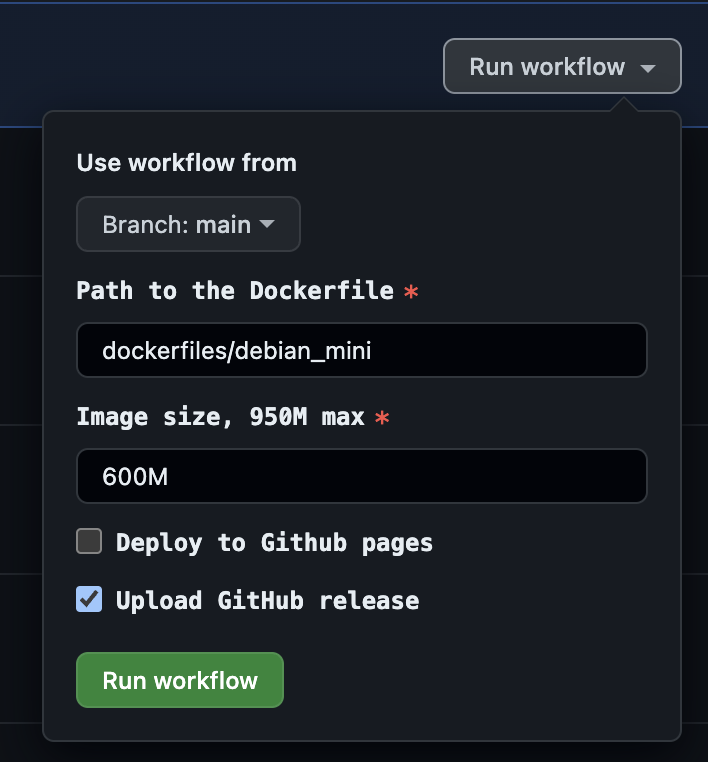 Run workflow
Use workflow from
Branch: main
Path to the Dockerfile *
dockerfiles/debian_mini
Image size, 950M max *
600M
Deploy to Github pages
Upload GitHub release
Run workflow